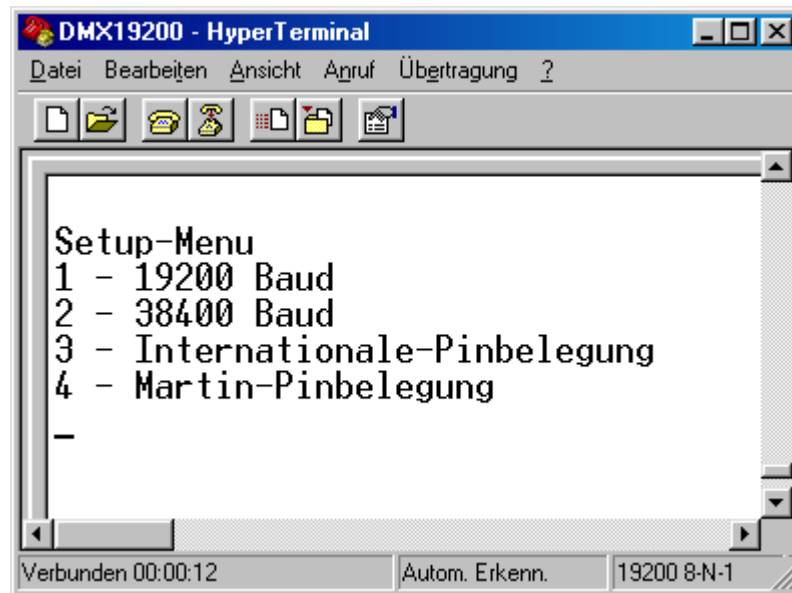 DMX19200 - HyperTerminal
Datei Bearbeiten Ansicht Anruf Übertragung ?
Setup-Menu
1 - 19200 Baud
2 - 38400 Baud
3 - Internationale-Pinbelegung
4 - Martin-Pinbelegung
Verbunden 00:00:12 Autom. Erkenn. 19200 8-N-1